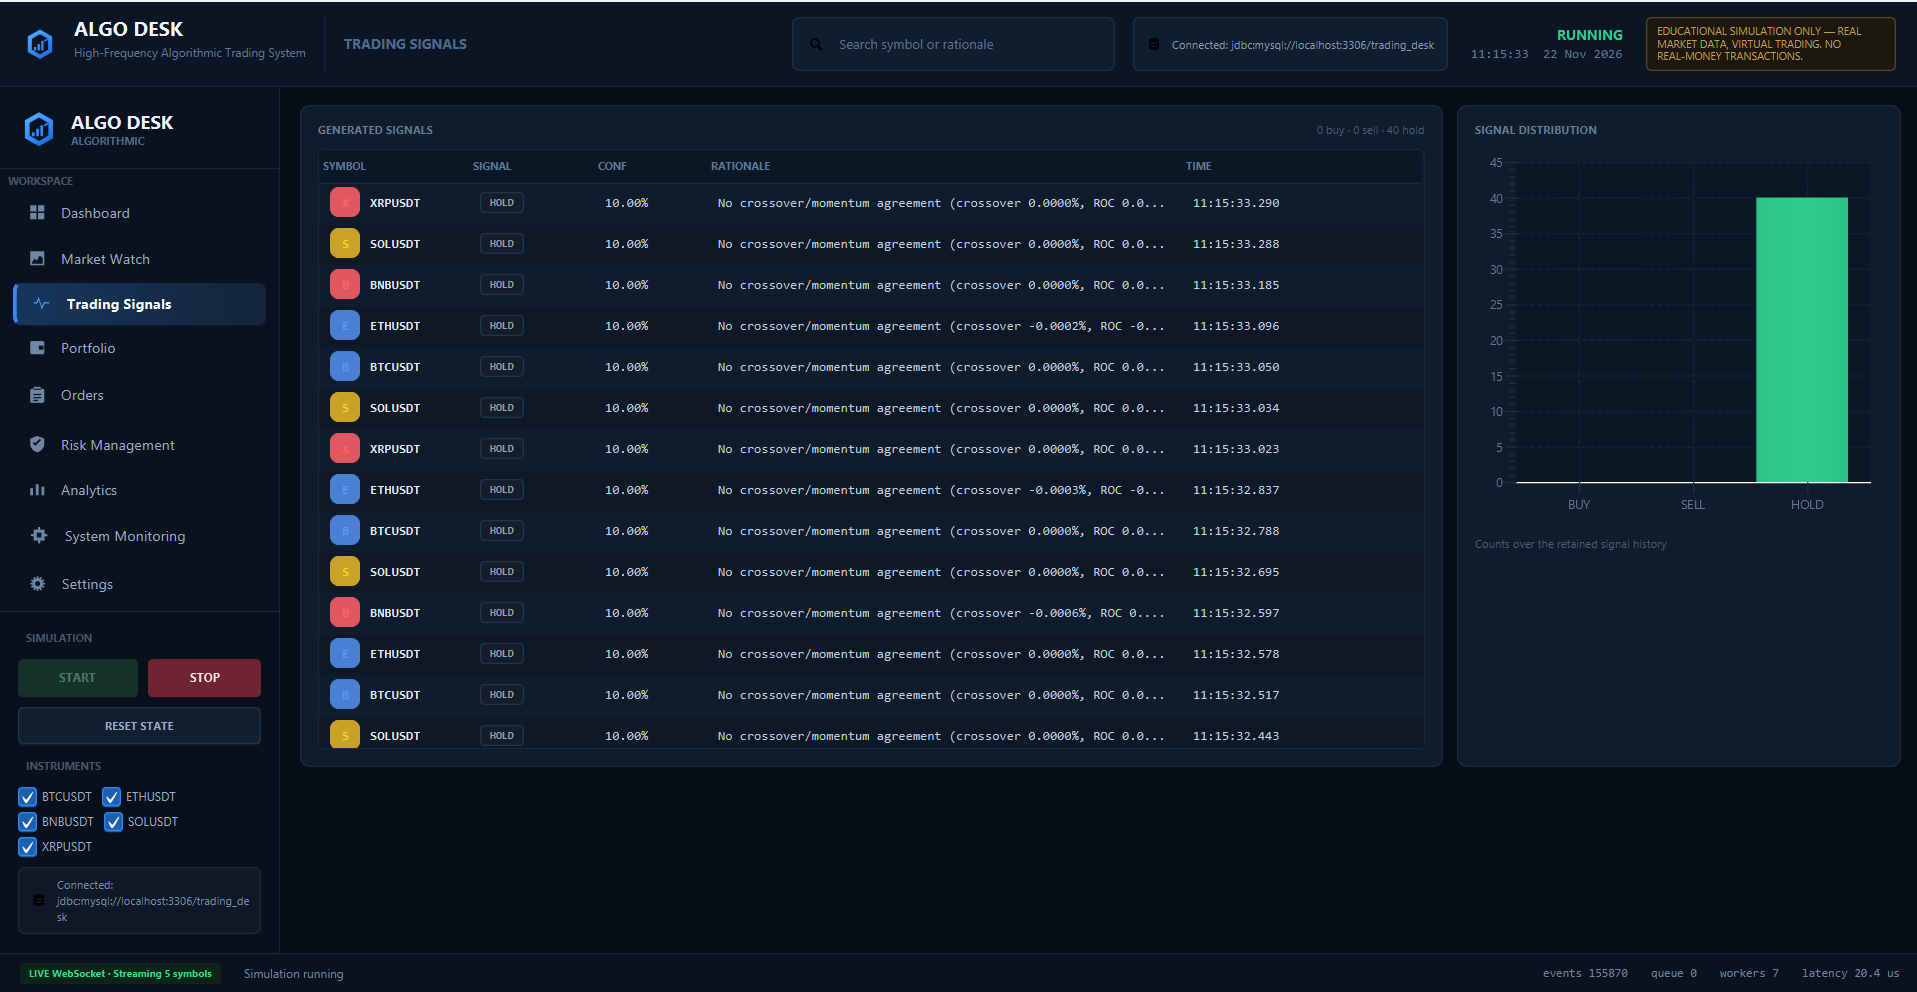 ALGO DESK
High-Frequency Algorithmic Trading System
TRADING SIGNALS
Search symbol or rationale
Connected: jdbc:mysql://localhost:3306/trading_desk
RUNNING
11:15:33 22 Nov 2026
EDUCATIONAL SIMULATION ONLY — REAL
MARKET DATA, VIRTUAL TRADING. NO
REAL-MONEY TRANSACTIONS.
ALGO DESK
ALGORITHMIC
WORKSPACE
Dashboard
Market Watch
Trading Signals
Portfolio
Orders
Risk Management
Analytics
System Monitoring
Settings
SIMULATION
START STOP
RESET STATE
INSTRUMENTS
BTCUSDT ETHUSDT
BNBUSDT SOLUSDT
XRPUSDT
Connected:
jdbc:mysql://localhost:3306/trading_de
sk
GENERATED SIGNALS 0 buy · 0 sell · 40 hold
SYMBOL SIGNAL CONF RATIONALE TIME
X XRPUSDT HOLD 10.00% No crossover/momentum agreement (crossover 0.0000%, ROC 0.0... 11:15:33.290
S SOLUSDT HOLD 10.00% No crossover/momentum agreement (crossover 0.0000%, ROC 0.0... 11:15:33.288
B BNBUSDT HOLD 10.00% No crossover/momentum agreement (crossover 0.0000%, ROC 0.0... 11:15:33.185
E ETHUSDT HOLD 10.00% No crossover/momentum agreement (crossover -0.0002%, ROC -0... 11:15:33.096
B BTCUSDT HOLD 10.00% No crossover/momentum agreement (crossover 0.0000%, ROC 0.0... 11:15:33.050
S SOLUSDT HOLD 10.00% No crossover/momentum agreement (crossover 0.0000%, ROC 0.0... 11:15:33.034
X XRPUSDT HOLD 10.00% No crossover/momentum agreement (crossover 0.0000%, ROC 0.0... 11:15:33.023
E ETHUSDT HOLD 10.00% No crossover/momentum agreement (crossover -0.0003%, ROC -0... 11:15:32.837
B BTCUSDT HOLD 10.00% No crossover/momentum agreement (crossover 0.0000%, ROC 0.0... 11:15:32.788
S SOLUSDT HOLD 10.00% No crossover/momentum agreement (crossover 0.0000%, ROC 0.0... 11:15:32.695
B BNBUSDT HOLD 10.00% No crossover/momentum agreement (crossover -0.0006%, ROC 0.... 11:15:32.597
E ETHUSDT HOLD 10.00% No crossover/momentum agreement (crossover 0.0000%, ROC 0.0... 11:15:32.578
B BTCUSDT HOLD 10.00% No crossover/momentum agreement (crossover 0.0000%, ROC 0.0... 11:15:32.517
S SOLUSDT HOLD 10.00% No crossover/momentum agreement (crossover 0.0000%, ROC 0.0... 11:15:32.443
SIGNAL DISTRIBUTION
45
40
35
30
25
20
15
10
5
0
BUY SELL HOLD
Counts over the retained signal history
LIVE WebSocket · Streaming 5 symbols Simulation running
events 155870 queue 0 workers 7 latency 20.4 us